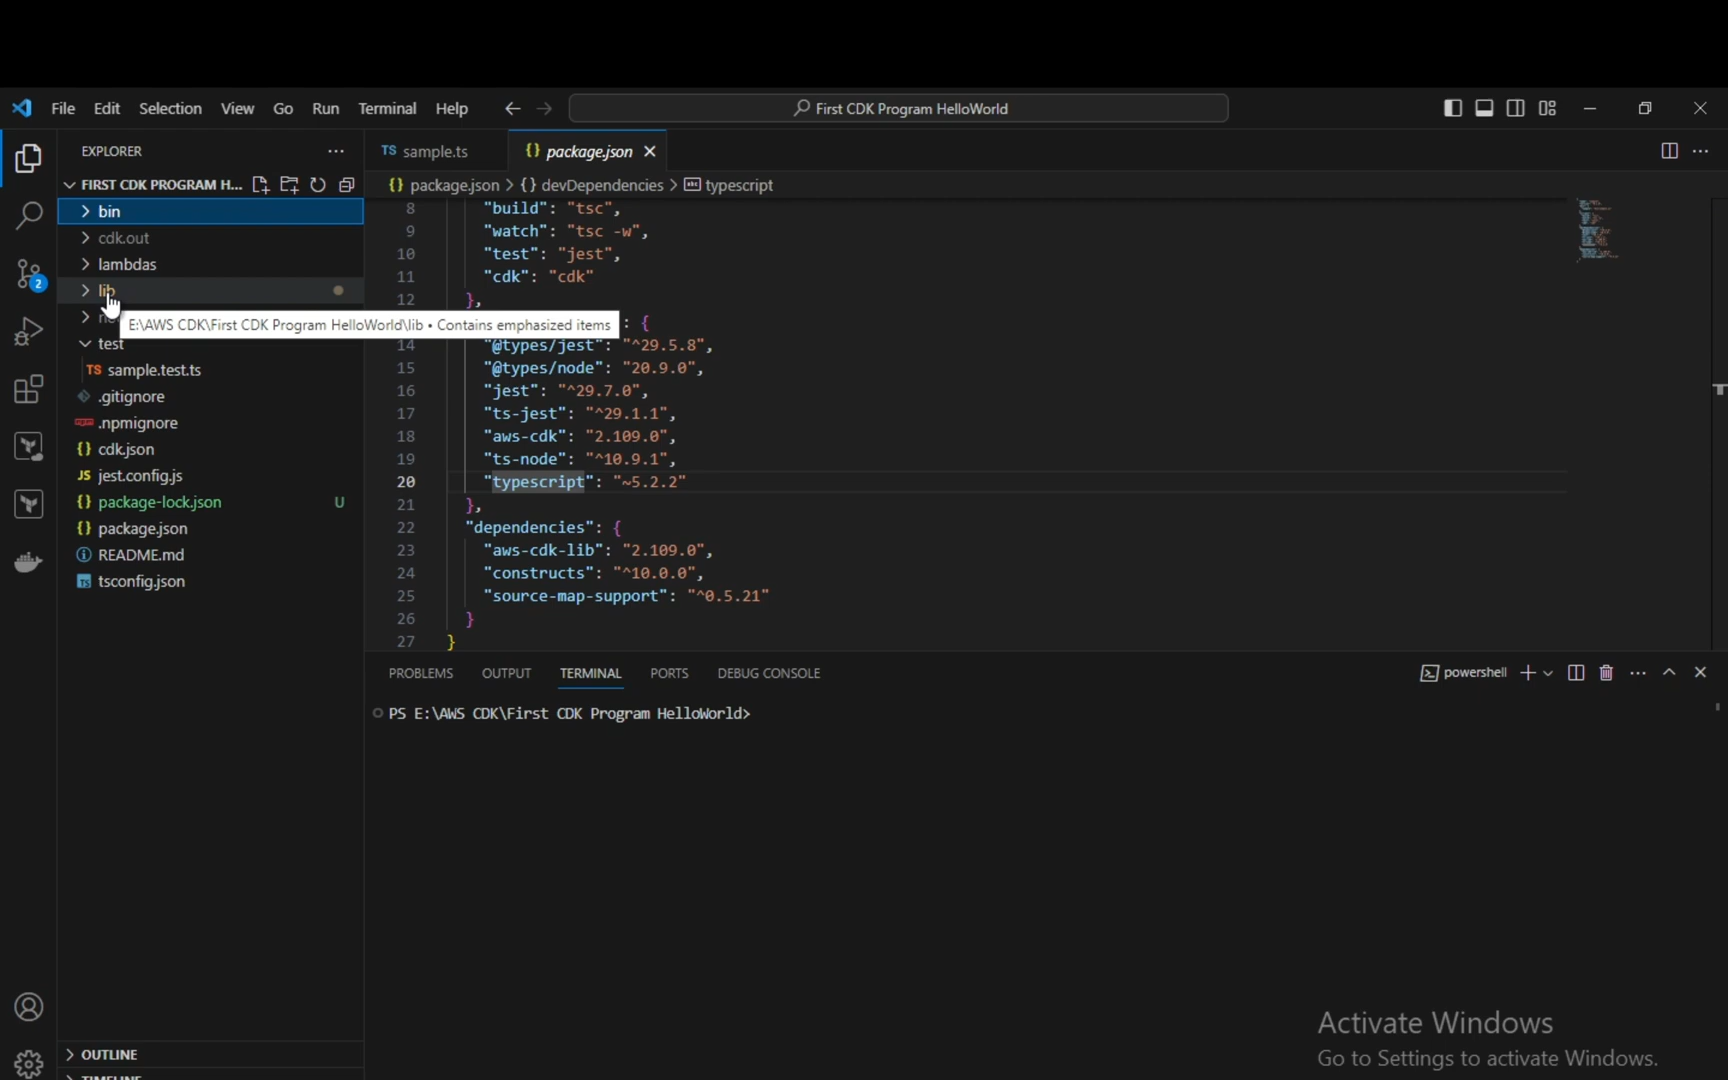 File Edit Selection View Go Run Terminal Help
First CDK Program HelloWorld
EXPLORER
FIRST CDK PROGRAM H...
bin
cdk.out
lambdas
lib
E:\AWS CDK\First CDK Program HelloWorld\lib • Contains emphasized items
test
TS sample.test.ts
.gitignore
npm .npmignore
{} cdk.json
JS jest.config.js
{} package-lock.json U
{} package.json
README.md
TS tsconfig.json
OUTLINE
TIMELINE
2
TS sample.ts
{} package.json
{} package.json > {} devDependencies > abc typescript
8 "build": "tsc",
9 "watch": "tsc -w",
10 "test": "jest",
11 "cdk": "cdk"
12 },
: {
14 "@types/jest": "^29.5.8",
15 "@types/node": "20.9.0",
16 "jest": "^29.7.0",
17 "ts-jest": "^29.1.1",
18 "aws-cdk": "2.109.0",
19 "ts-node": "^10.9.1",
20 "typescript": "~5.2.2"
21 },
22 "dependencies": {
23 "aws-cdk-lib": "2.109.0",
24 "constructs": "^10.0.0",
25 "source-map-support": "^0.5.21"
26 }
27 }
PROBLEMS OUTPUT TERMINAL PORTS DEBUG CONSOLE
powershell
PS E:\AWS CDK\First CDK Program HelloWorld>
Activate Windows
Go to Settings to activate Windows.